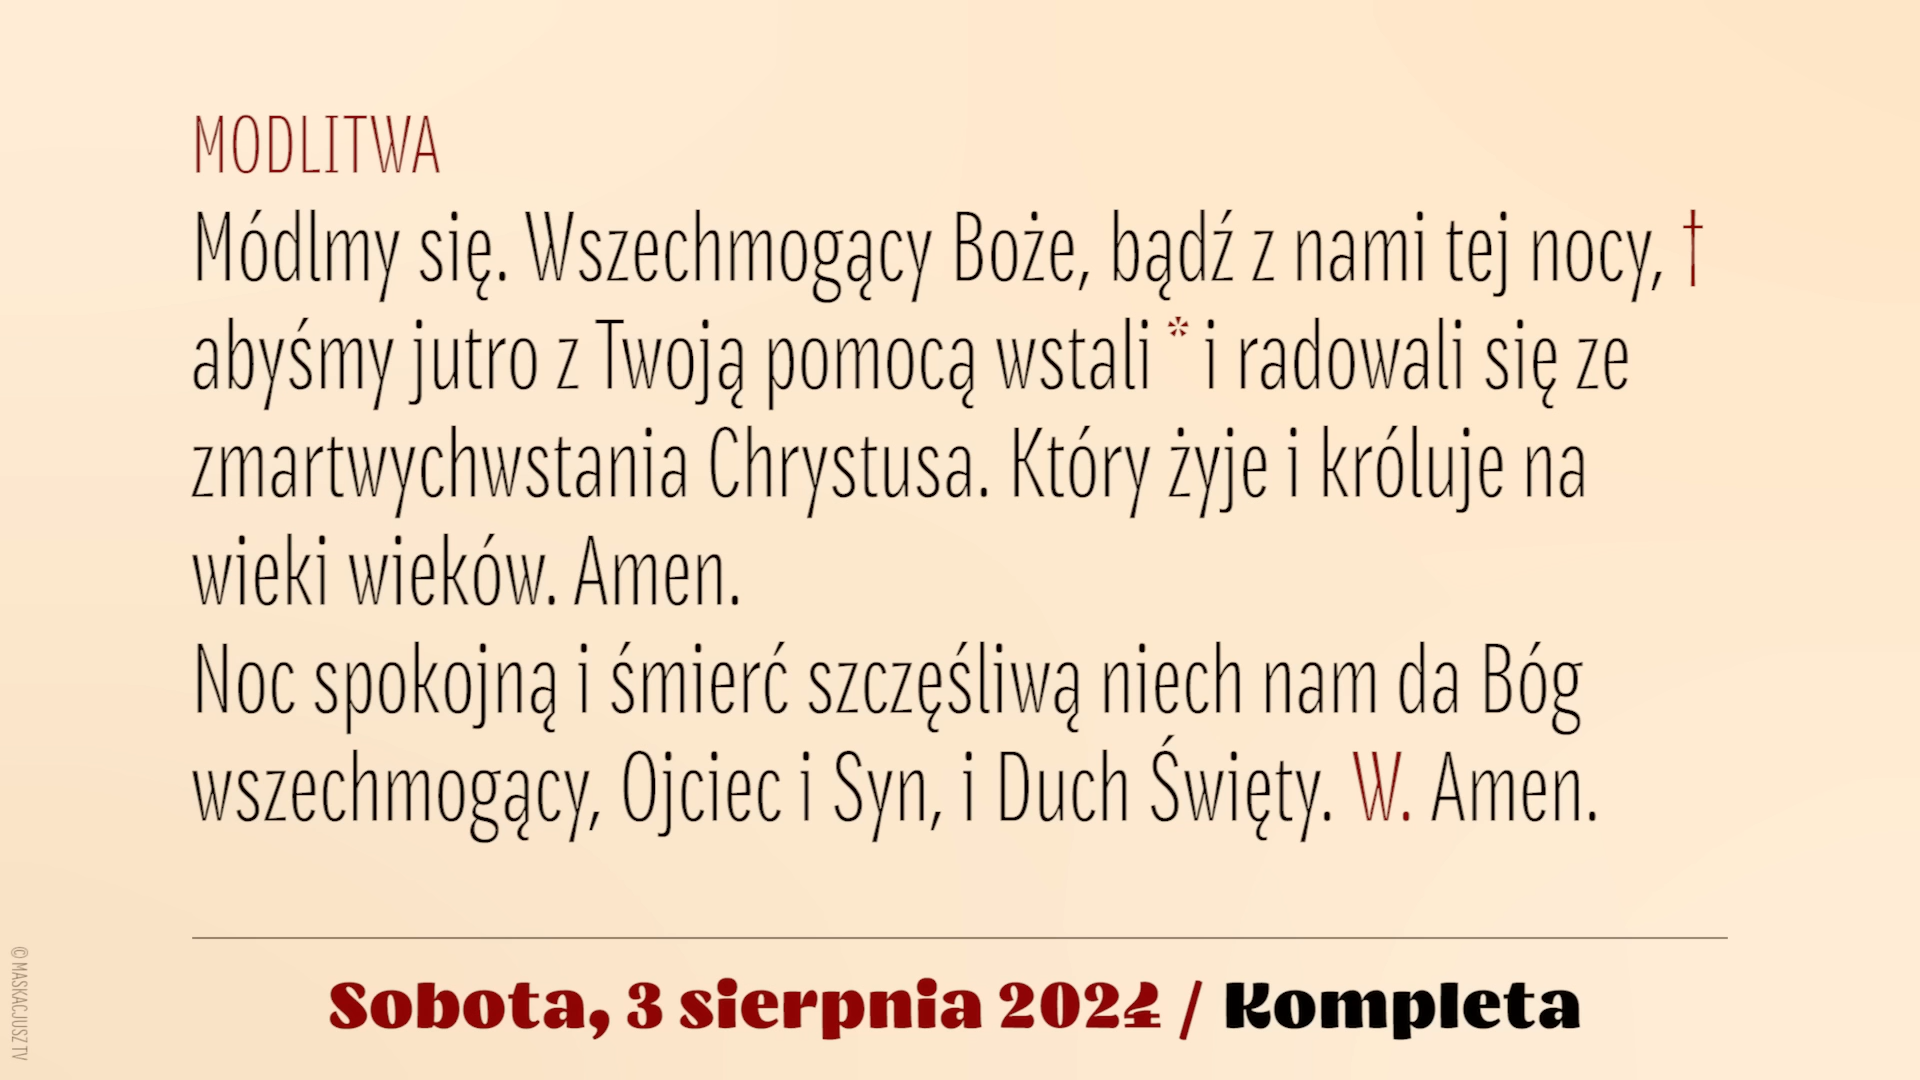 MODLITWA
Módlmy się. Wszechmogący Boże, bądź z nami tej nocy, †
abyśmy jutro z Twoją pomocą wstali * i radowali się ze
zmartwychwstania Chrystusa. Który żyje i króluje na
wieki wieków. Amen.
Noc spokojną i śmierć szczęśliwą niech nam da Bóg
wszechmogący, Ojciec i Syn, i Duch Święty. W. Amen.
Sobota, 3 sierpnia 2024 / Kompleta
© MASKACJUSZ TV